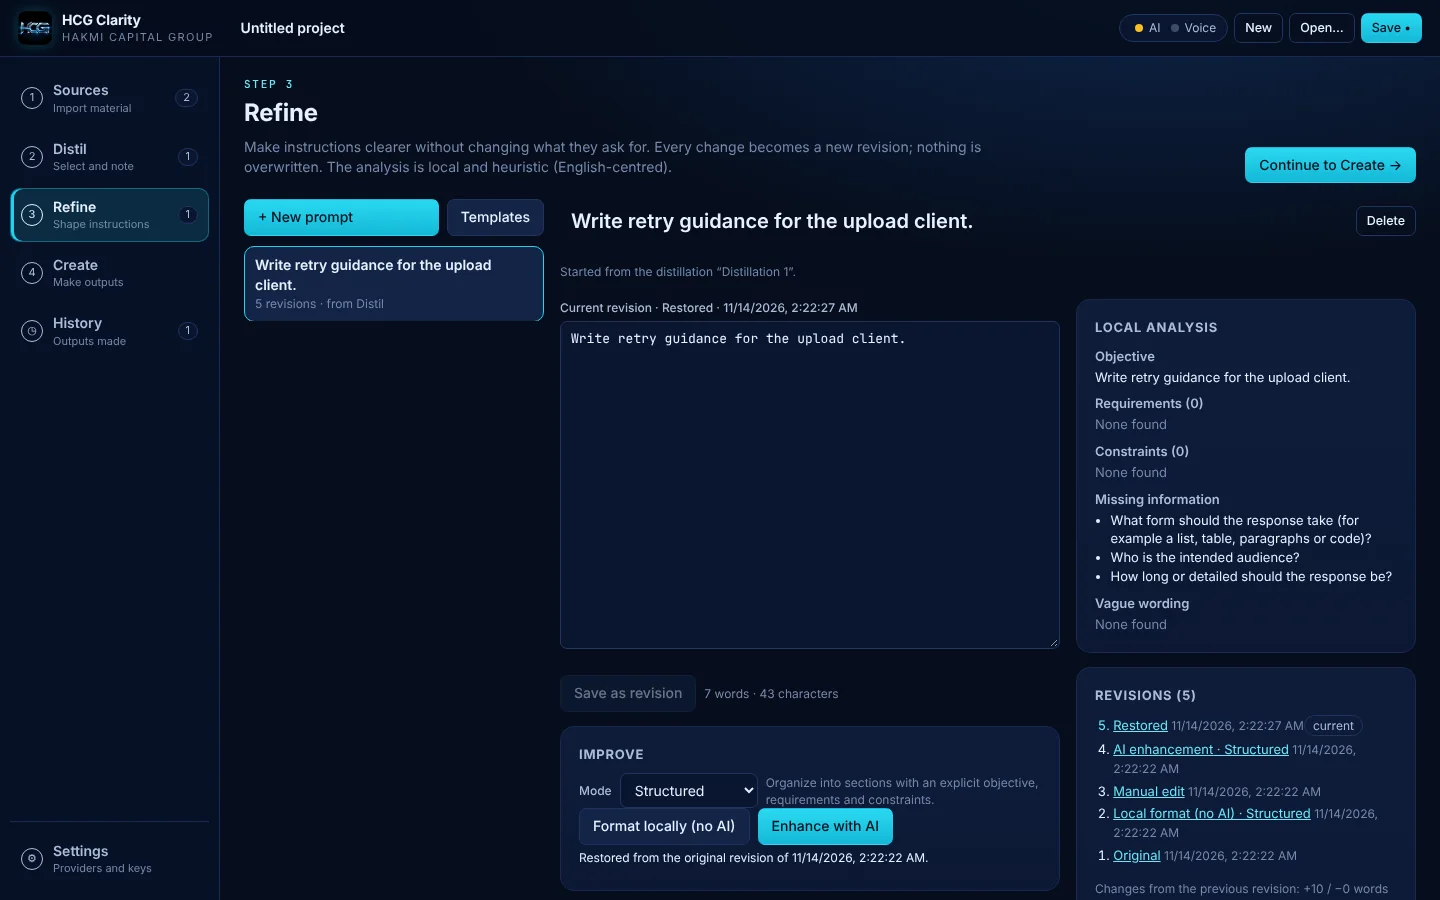 HCG
HCG Clarity
HAKMI CAPITAL GROUP
Untitled project
AI
Voice
New
Open...
Save •
1
Sources
Import material
2
2
Distil
Select and note
1
3
Refine
Shape instructions
1
4
Create
Make outputs
History
Outputs made
1
Settings
Providers and keys
STEP 3
Refine
Make instructions clearer without changing what they ask for. Every change becomes a new revision; nothing is
overwritten. The analysis is local and heuristic (English-centred).
Continue to Create →
+ New prompt
Templates
Write retry guidance for the upload
client.
5 revisions · from Distil
Write retry guidance for the upload client.
Delete
Started from the distillation “Distillation 1”.
Current revision · Restored · 11/14/2026, 2:22:27 AM
Write retry guidance for the upload client.
Save as revision
7 words · 43 characters
IMPROVE
Mode
Structured
Organize into sections with an explicit objective,
requirements and constraints.
Format locally (no AI)
Enhance with AI
Restored from the original revision of 11/14/2026, 2:22:22 AM.
LOCAL ANALYSIS
Objective
Write retry guidance for the upload client.
Requirements (0)
None found
Constraints (0)
None found
Missing information
• What form should the response take (for
example a list, table, paragraphs or code)?
• Who is the intended audience?
• How long or detailed should the response be?
Vague wording
None found
REVISIONS (5)
5. Restored 11/14/2026, 2:22:27 AM current
4. AI enhancement · Structured 11/14/2026,
2:22:22 AM
3. Manual edit 11/14/2026, 2:22:22 AM
2. Local format (no AI) · Structured 11/14/2026,
2:22:22 AM
1. Original 11/14/2026, 2:22:22 AM
Changes from the previous revision: +10 / −0 words